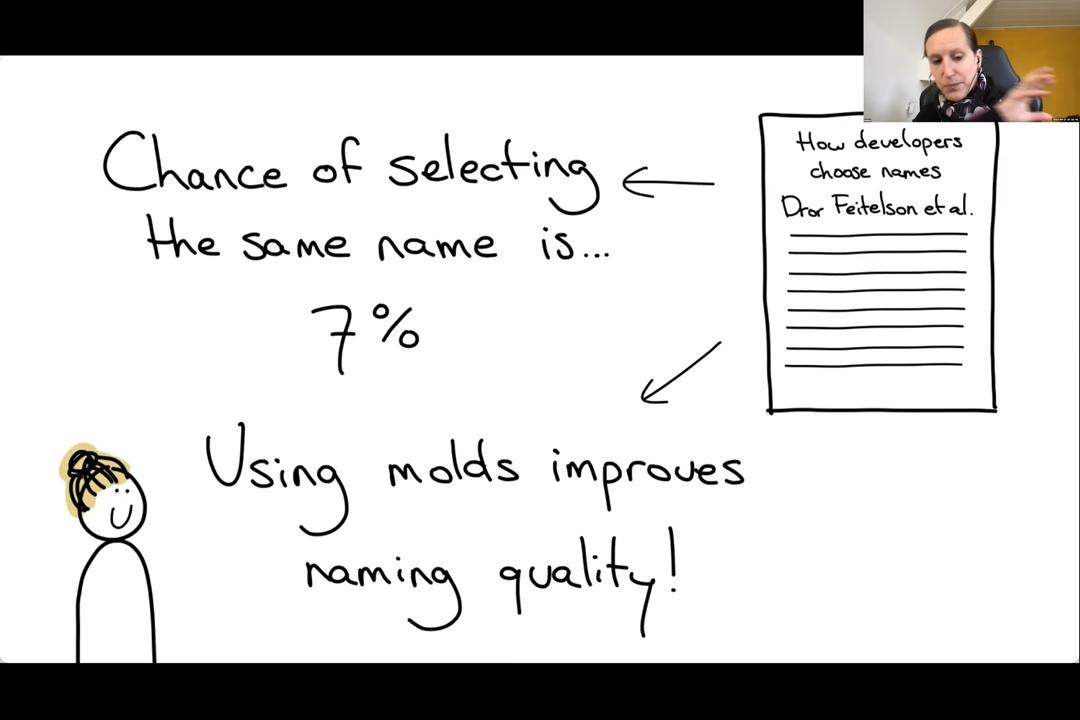 Chance of selecting
the same name is...
7%
How developers
choose names
Dror Feitelson et al.
Using molds improves
naming quality!